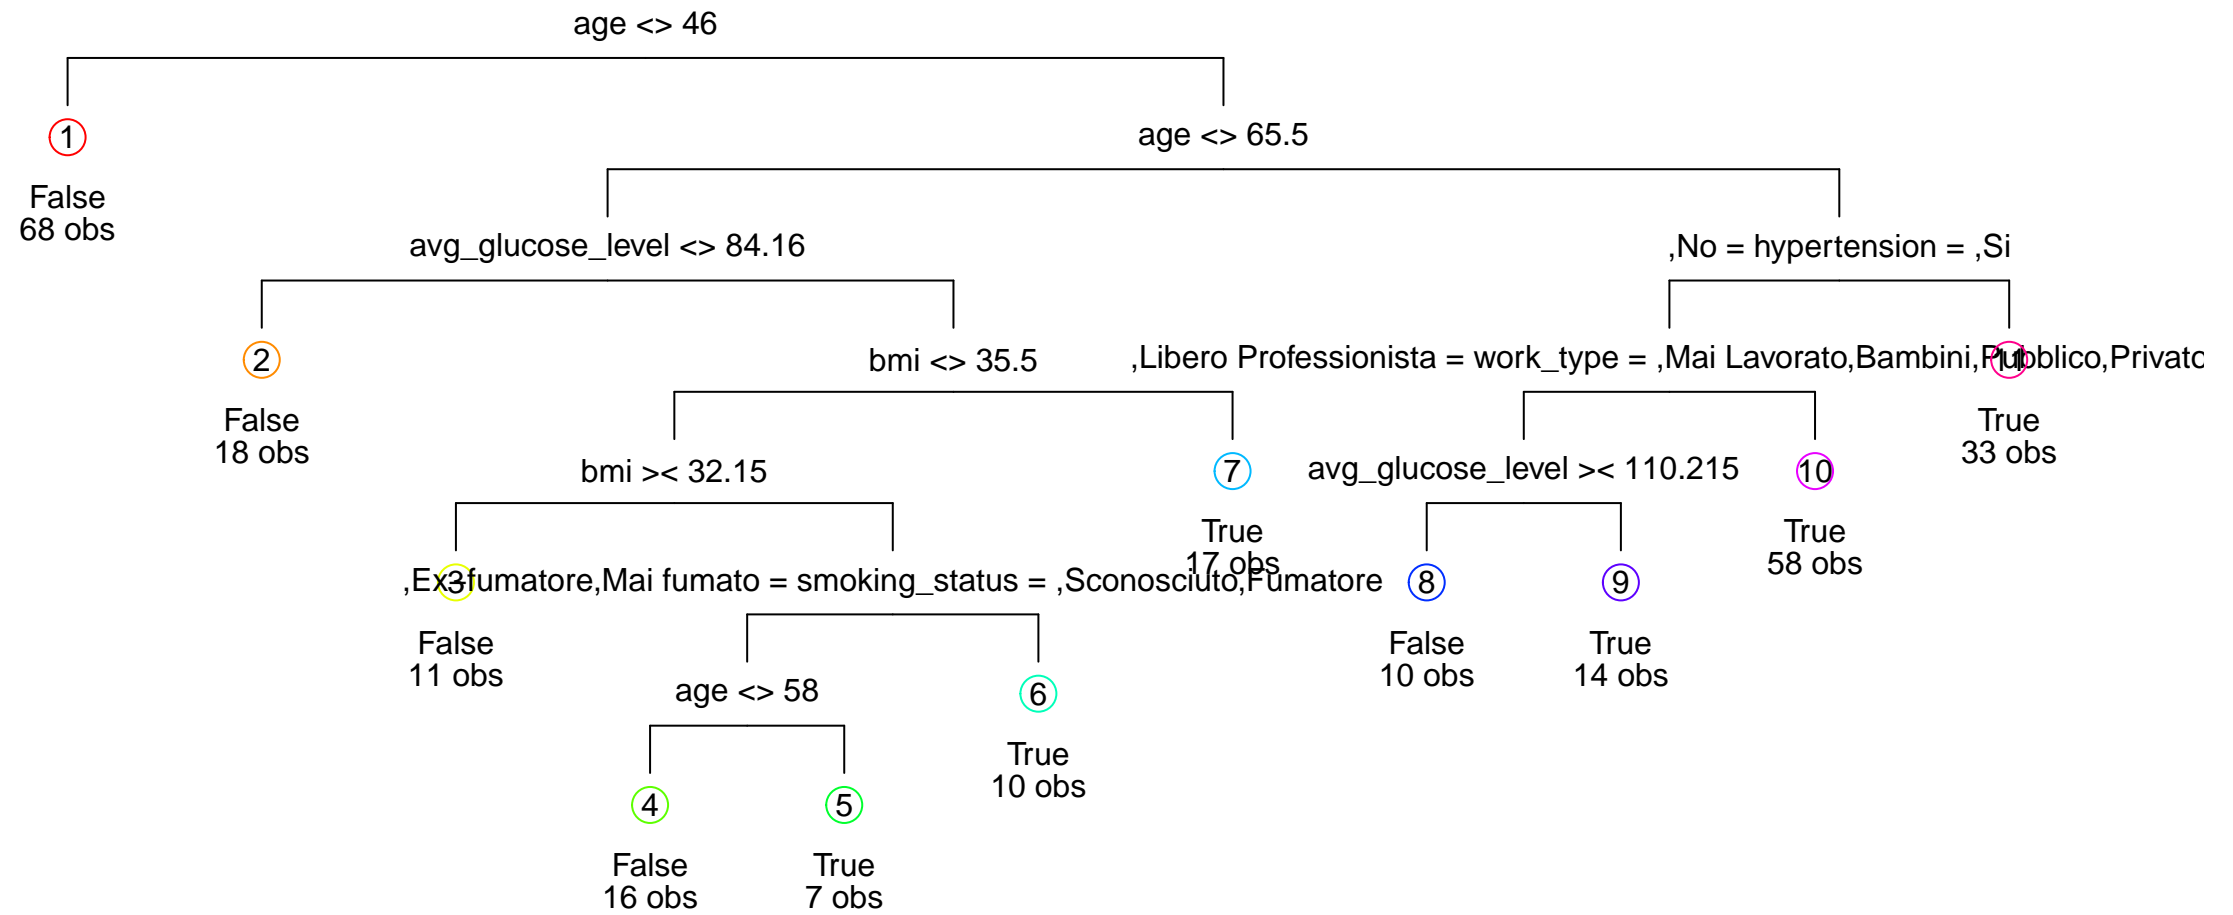 age <> 46
1
age <> 65.5
False
68 obs
avg_glucose_level <> 84.16
,No = hypertension = ,Si
2
bmi <> 35.5
,Libero Professionista = work_type = ,Mai Lavorato,Bambini,Pubblico,Privato
11
False
18 obs
True
33 obs
bmi >< 32.15
7
avg_glucose_level >< 110.215
10
True
17 obs
True
58 obs
3
,Ex-fumatore,Mai fumato = smoking_status = ,Sconosciuto,Fumatore
8
9
False
11 obs
False
10 obs
True
14 obs
age <> 58
6
True
10 obs
4
5
False
16 obs
True
7 obs